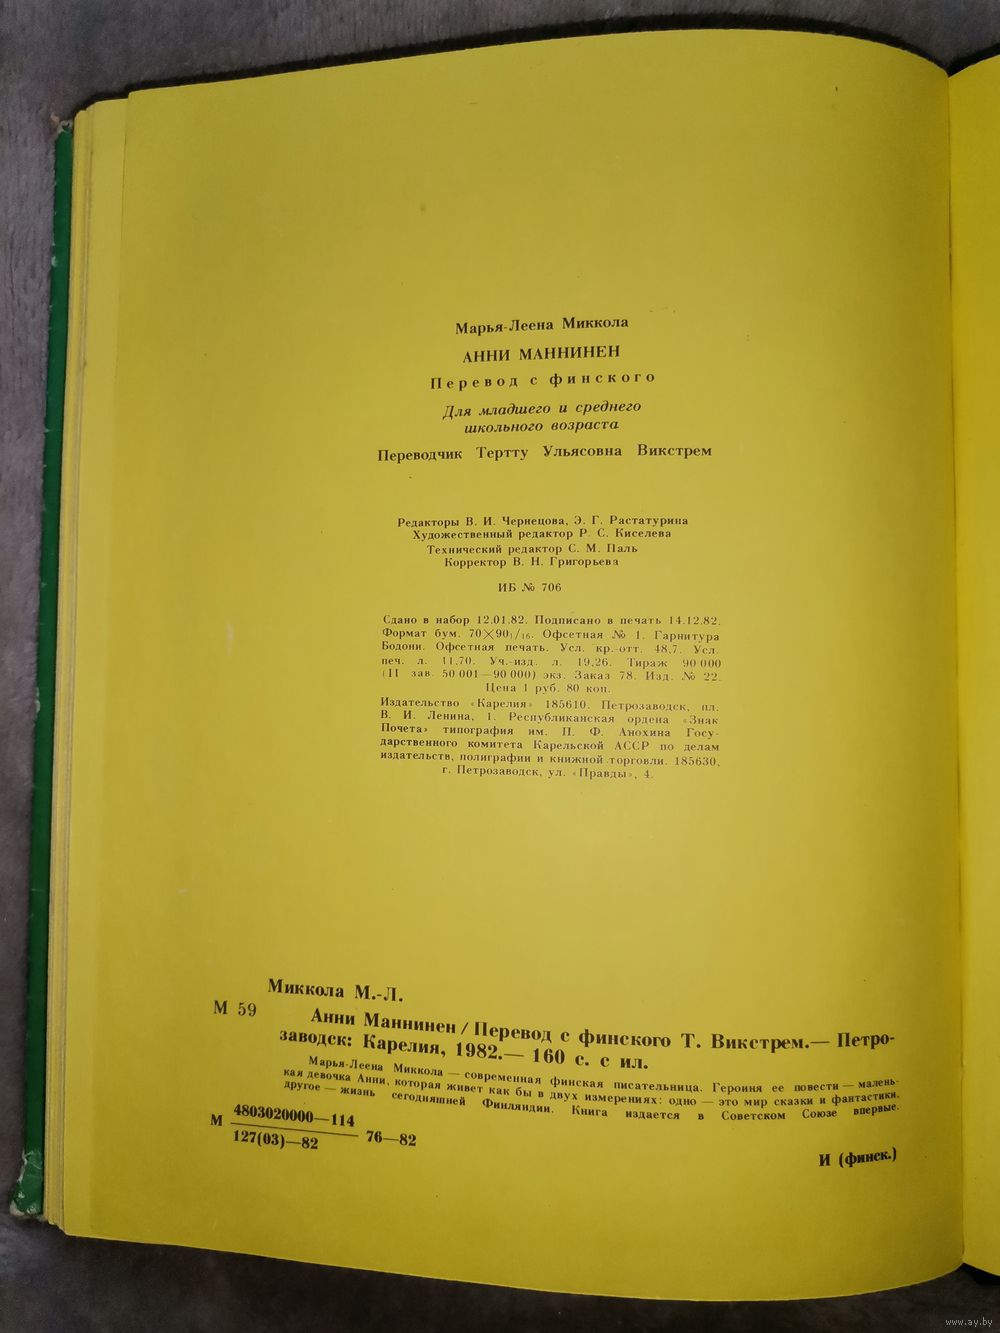 Марья-Леена Миккола
АННИ МАННИНЕН
Перевод с финского
Для младшего и среднего
школьного возраста
Переводчик Тертту Ульясовна Викстрем
Редакторы В. И. Чернецова, Э. Г. Растатурина
Художественный редактор Р. С. Киселева
Технический редактор С. М. Паль
Корректор В. Н. Григорьева
ИБ № 706
Сдано в набор 12.01.82. Подписано в печать 14.12.82.
Формат бум. 70×90₁/₁₆. Офсетная № 1. Гарнитура
Бодони. Офсетная печать. Усл. кр.-отт. 48,7. Усл.
печ. л. 11,70. Уч.-изд. л. 19,26. Тираж 90 000
(II зав. 50 001—90 000) экз. Заказ 78. Изд. № 22.
Цена 1 руб. 80 коп.
Издательство «Карелия» 185610. Петрозаводск, пл.
В. И. Ленина, 1. Республиканская ордена «Знак
Почета» типография им. П. Ф. Анохина Госу-
дарственного комитета Карельской АССР по делам
издательств, полиграфии и книжной торговли. 185630,
г. Петрозаводск, ул. «Правды», 4.
Миккола М.-Л.
М 59
Анни Маннинен / Перевод с финского Т. Викстрем.— Петро-
заводск: Карелия, 1982.— 160 с. с ил.
Марья-Леена Миккола — современная финская писательница. Героиня ее повести — малень-
кая девочка Анни, которая живет как бы в двух измерениях: одно — это мир сказки и фантастики,
другое — жизнь сегодняшней Финляндии. Книга издается в Советском Союзе впервые.
М 4803020000—114
127(03)—82 76—82
И (финск.)
www.ay.by